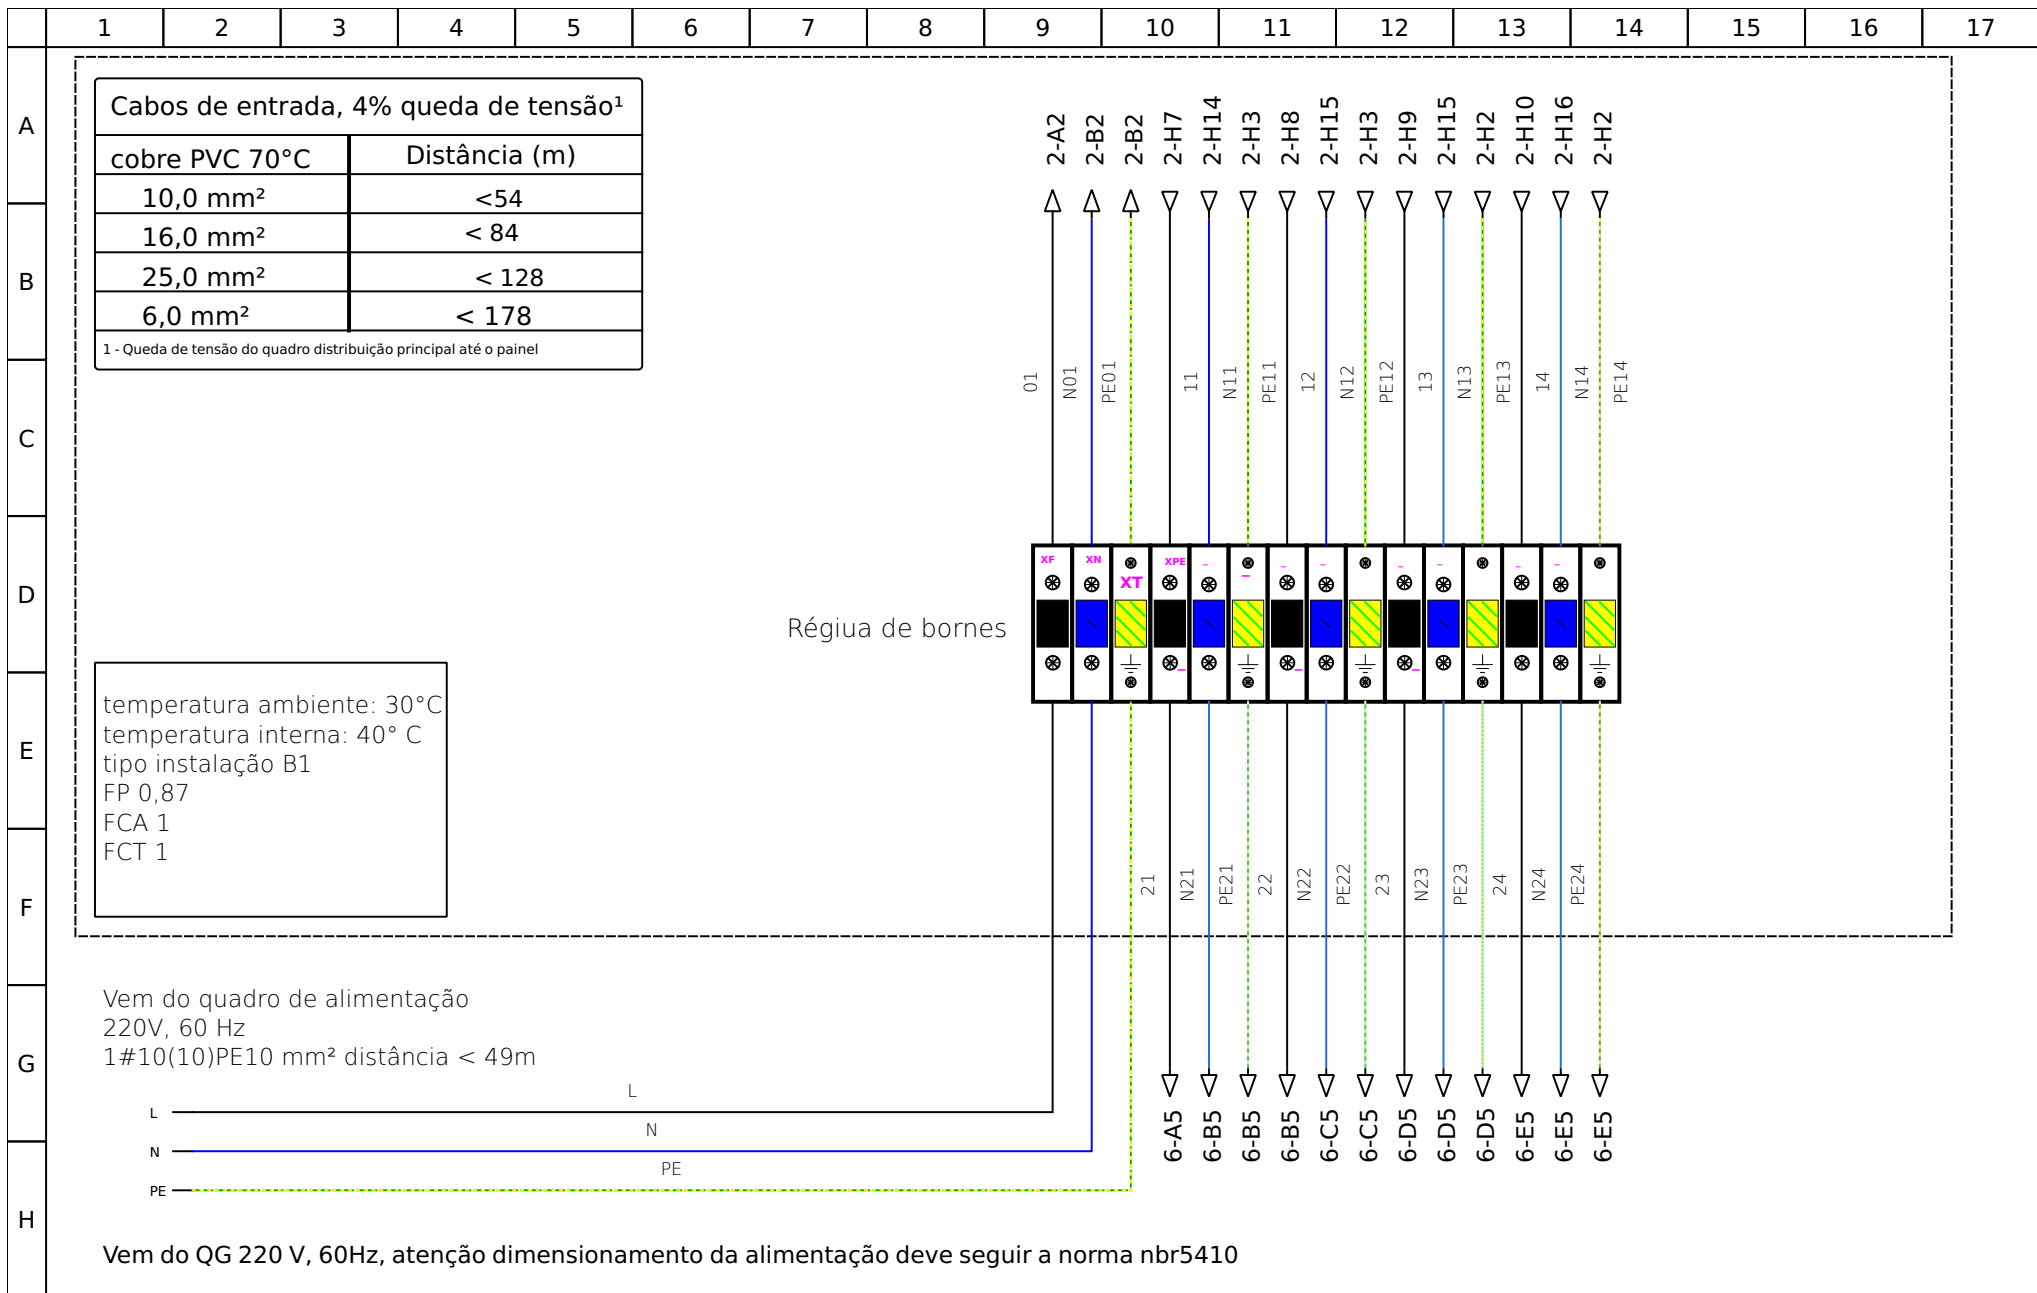 1 2 3 4 5 6 7 8 9 10 11 12 13 14 15 16 17
A
B
C
D
E
F
G
H
Cabos de entrada, 4% queda de tensão¹
cobre PVC 70°C Distância (m)
10,0 mm² <54
16,0 mm² < 84
25,0 mm² < 128
6,0 mm² < 178
1 - Queda de tensão do quadro distribuição principal até o painel
2-A2 2-B2 2-B2 2-H7 2-H14 2-H3 2-H8 2-H15 2-H3 2-H9 2-H15 2-H2 2-H10 2-H16 2-H2
01 N01 PE01 11 N11 PE11 12 N12 PE12 13 N13 PE13 14 N14 PE14
XF XN XT XPE
Régiua de bornes
temperatura ambiente: 30°C
temperatura interna: 40° C
tipo instalação B1
FP 0,87
FCA 1
FCT 1
21 N21 PE21 22 N22 PE22 23 N23 PE23 24 N24 PE24
Vem do quadro de alimentação
220V, 60 Hz
1#10(10)PE10 mm² distância < 49m
L L
N N
PE PE
6-A5 6-B5 6-B5 6-B5 6-C5 6-C5 6-D5 6-D5 6-D5 6-E5 6-E5 6-E5
Vem do QG 220 V, 60Hz, atenção dimensionamento da alimentação deve seguir a norma nbr5410